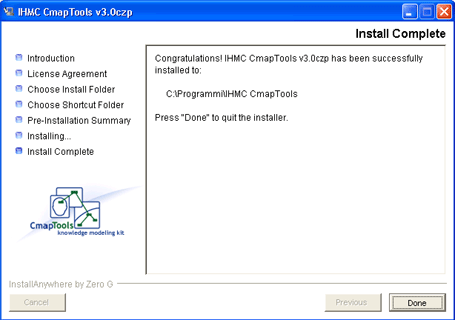 IHMC CmapTools v3.0czp
Install Complete
Introduction
License Agreement
Choose Install Folder
Choose Shortcut Folder
Pre-Installation Summary
Installing...
Install Complete
Congratulations! IHMC CmapTools v3.0czp has been successfully
installed to:
C:\Programmi\IHMC CmapTools
Press "Done" to quit the installer.
CmapTools
knowledge modeling kit
InstallAnywhere by Zero G
Cancel
Previous
Done